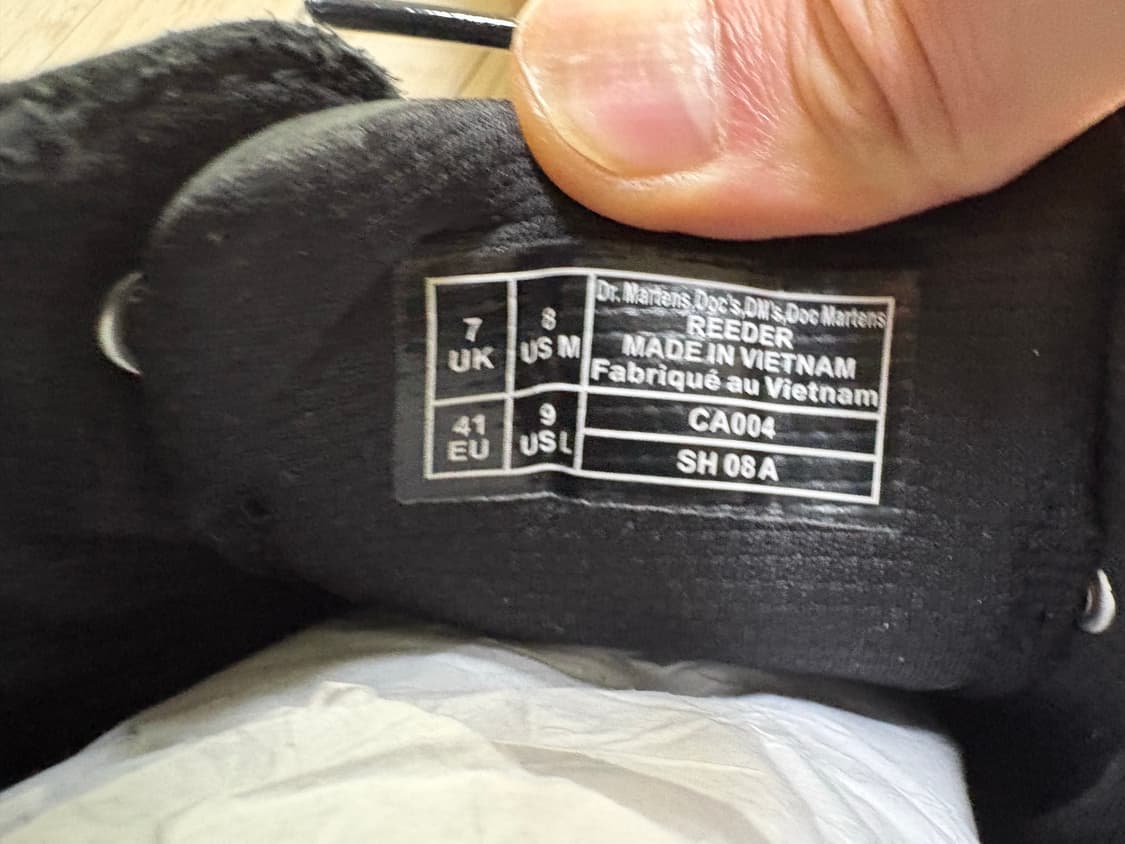 7
UK
8
US M
Dr. Martens,Doc's,DM's,Doc Martens
REEDER
MADE IN VIETNAM
Fabriqué au Vietnam
41
EU
9
US L
CA004
SH 08A